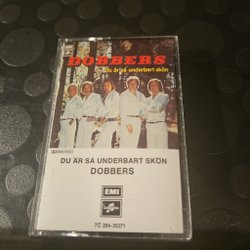 DOBBERS
Du är så underbart skön
DU ÄR SÅ UNDERBART SKÖN
DOBBERS
EMI
7C 264-35371